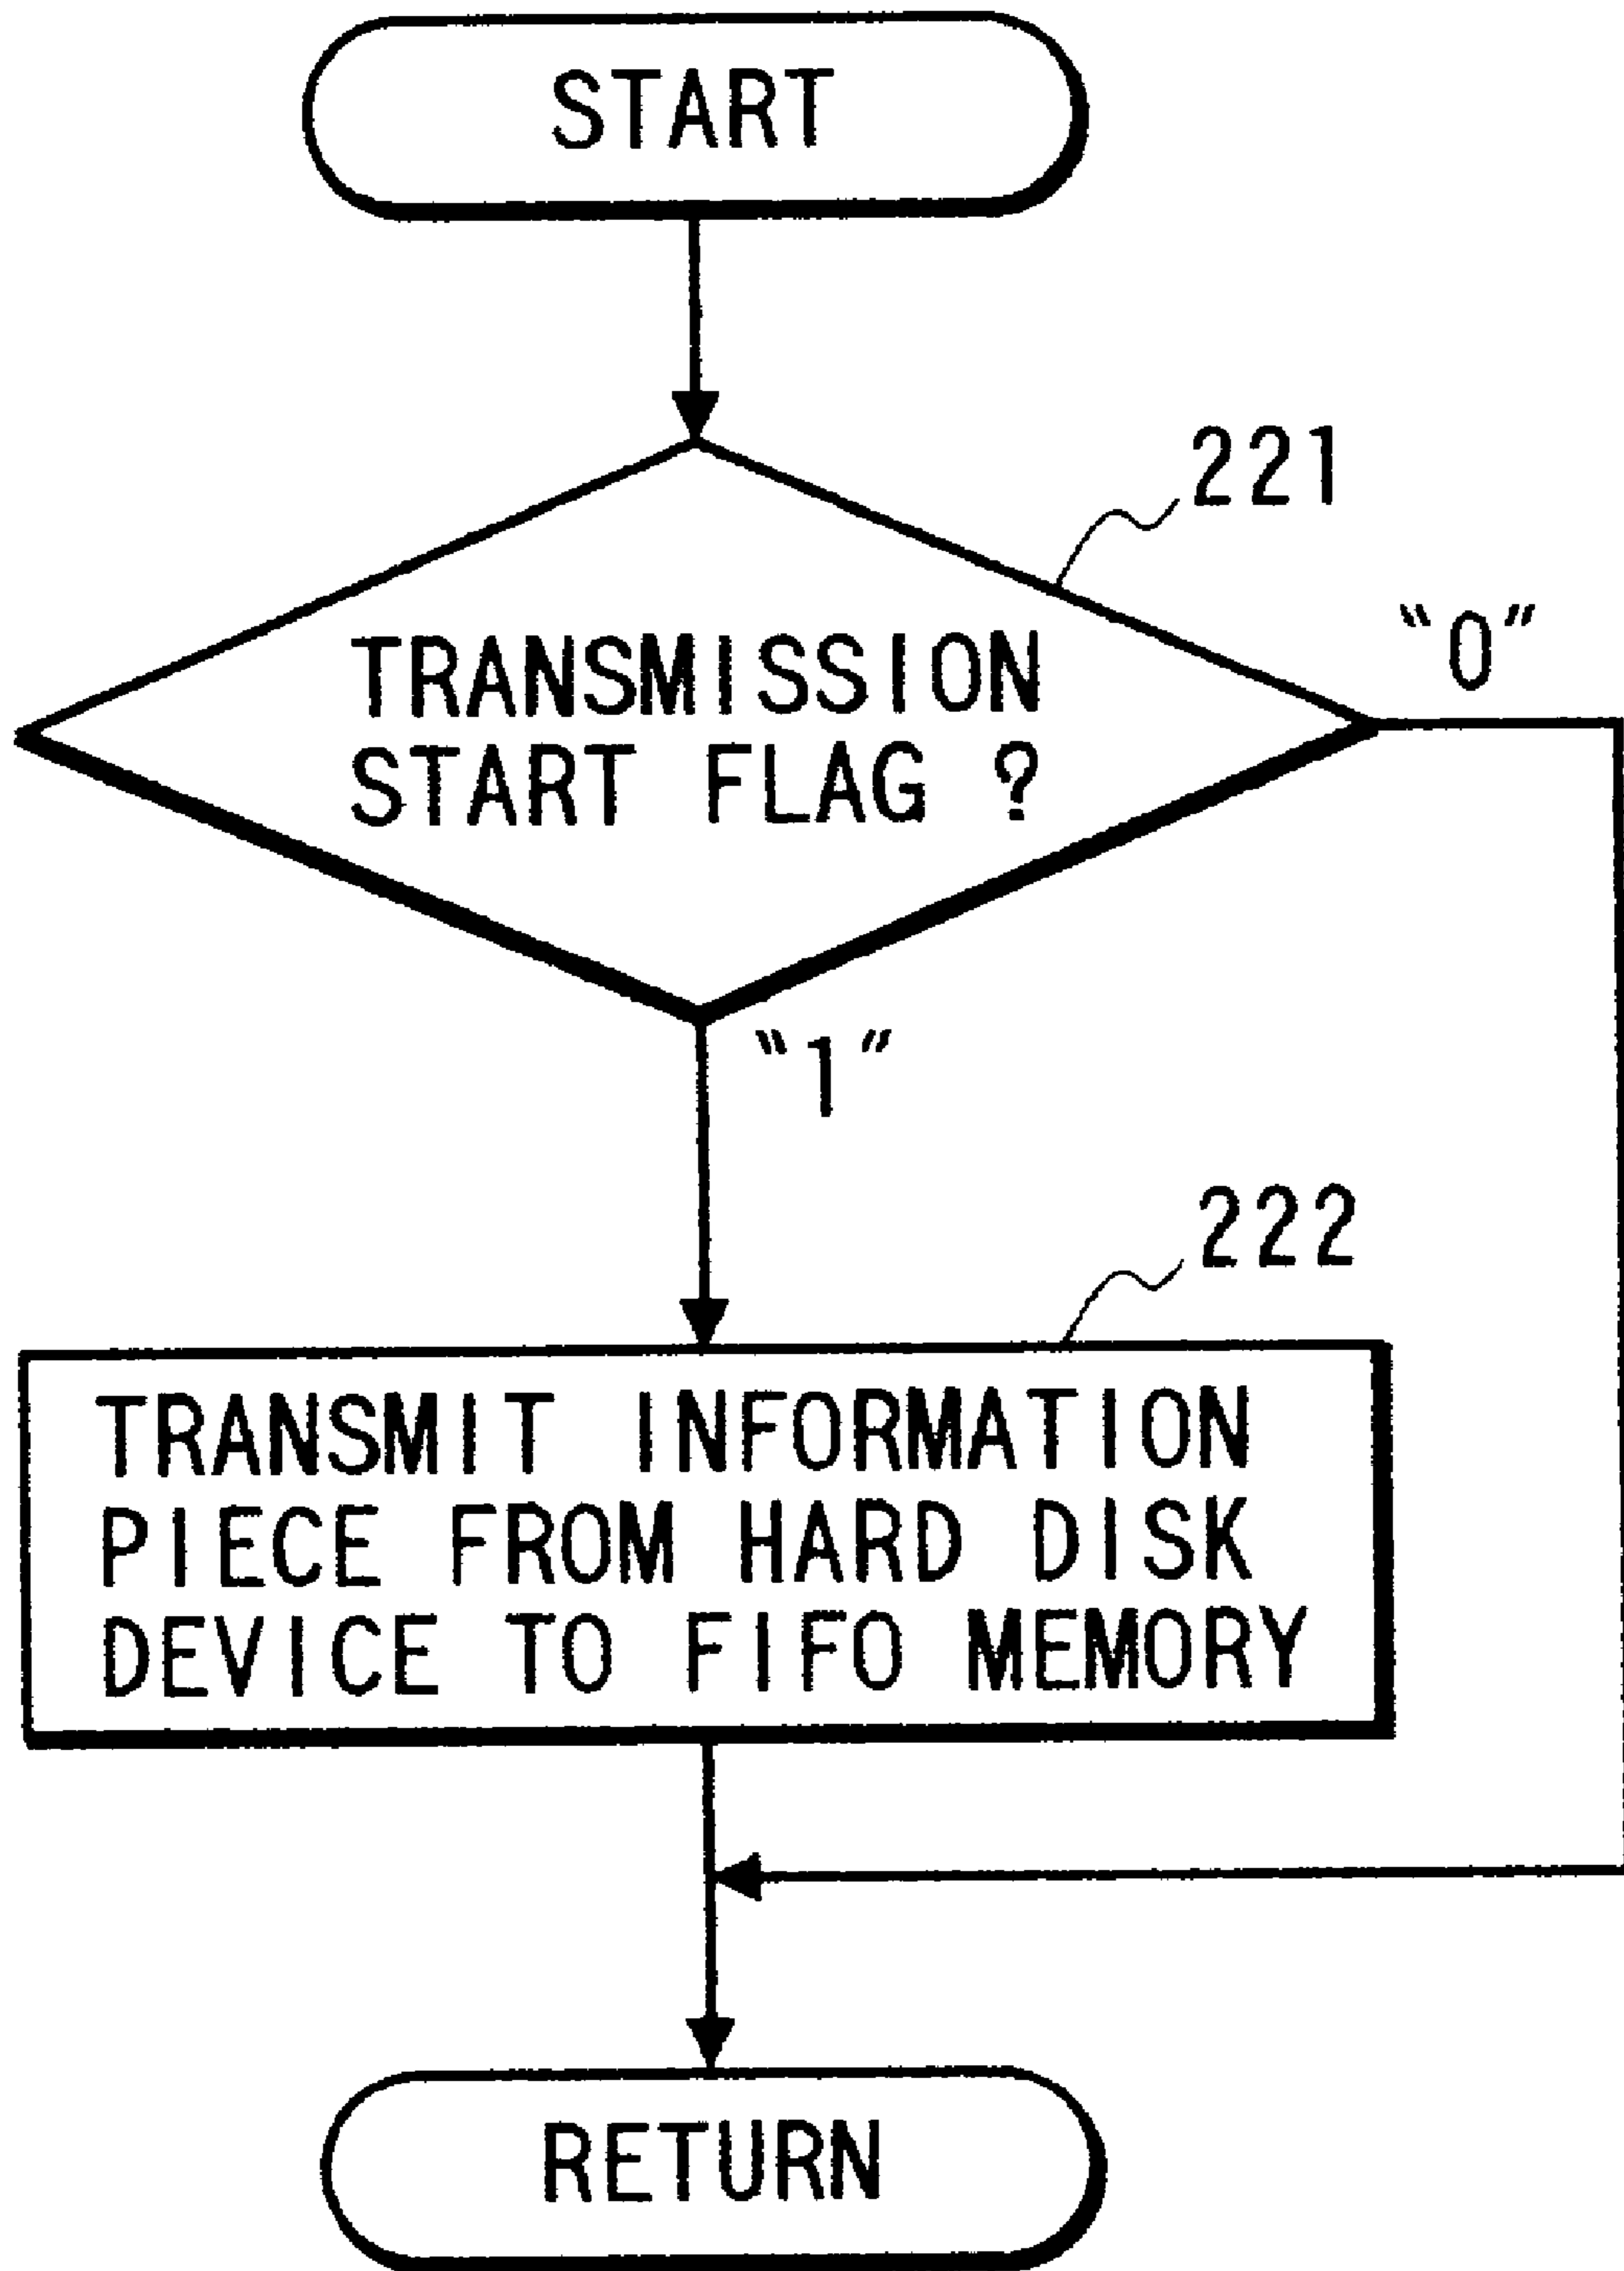 START
221
TRANSMISSION
START FLAG ?
“0”
“1”
222
TRANSMIT INFORMATION
PIECE FROM HARD DISK
DEVICE TO FIFO MEMORY
RETURN